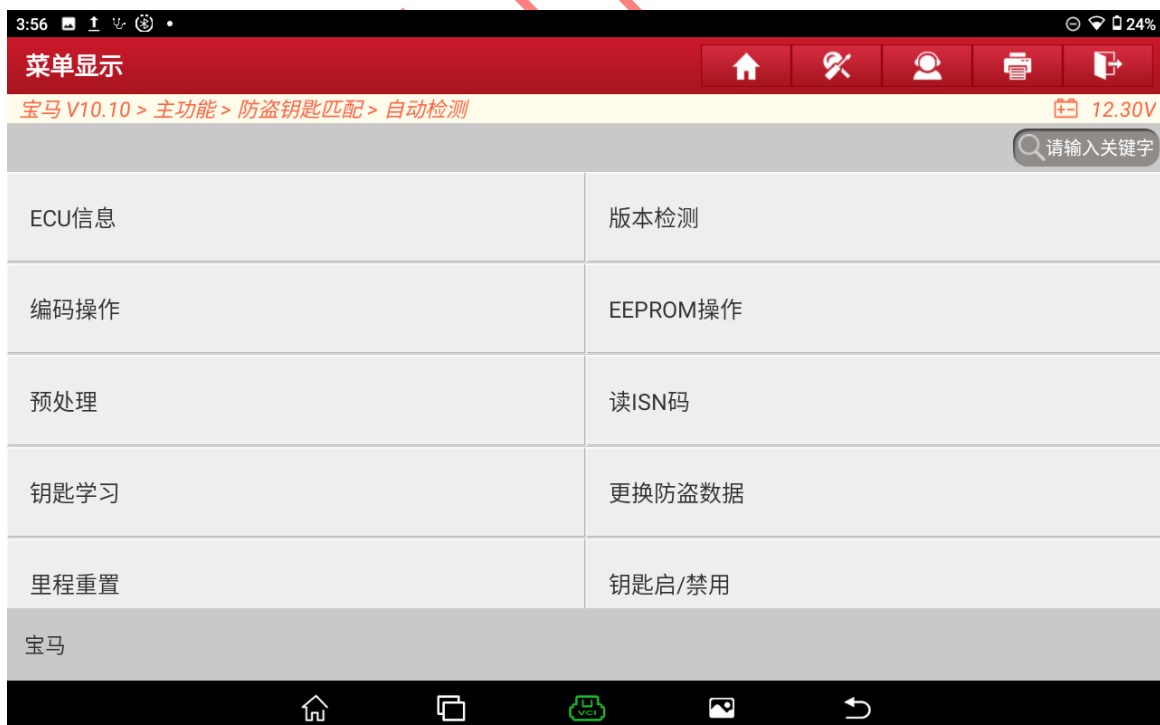 3:56 24%
菜单显示
宝马 V10.10 > 主功能 > 防盗钥匙匹配 > 自动检测 12.30V
请输入关键字
ECU信息 版本检测
编码操作 EEPROM操作
预处理 读ISN码
钥匙学习 更换防盗数据
里程重置 钥匙启/禁用
宝马
VCI